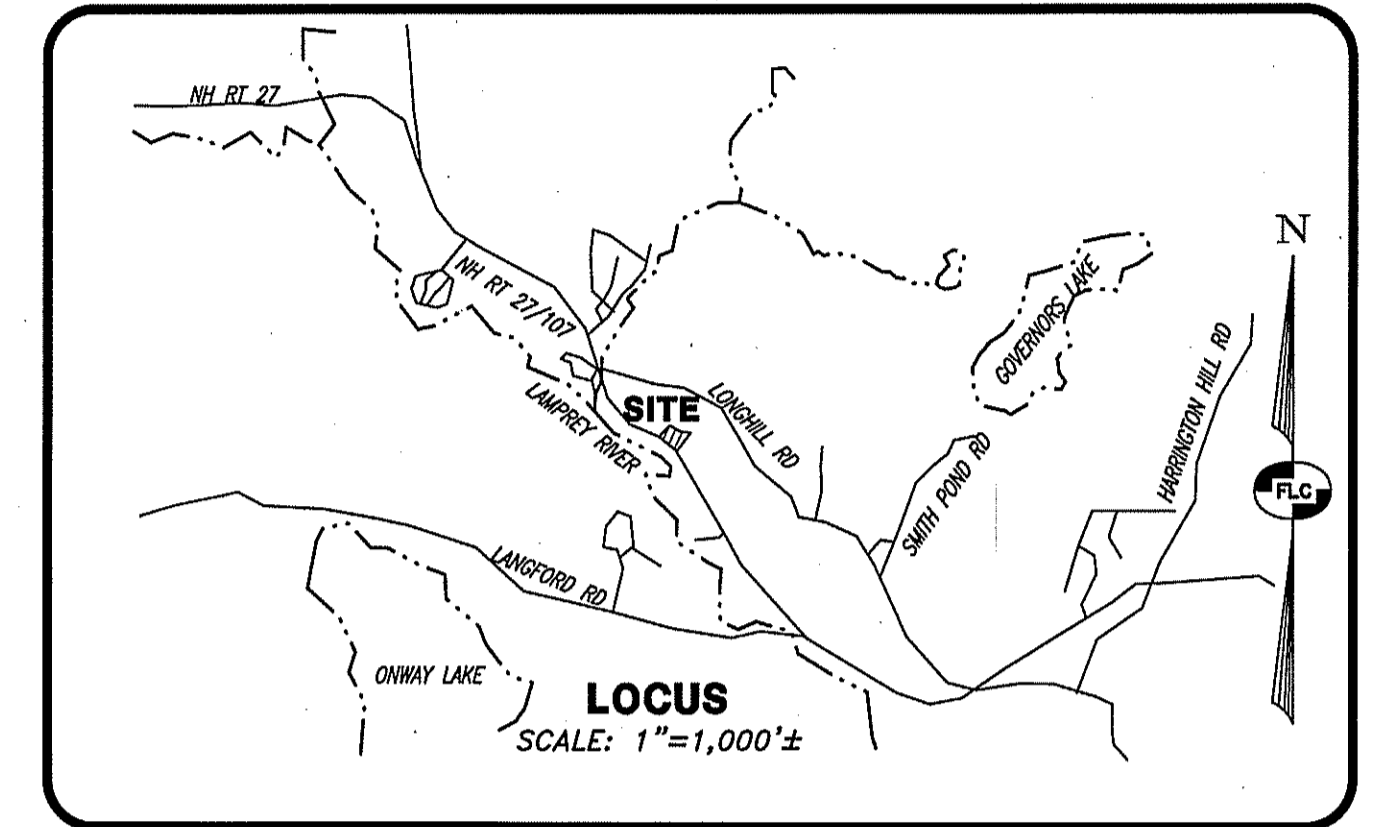 NH RT 27
N
NH RT 27/107
GOVERNORS LAKE
HARRINGTON HILL RD
LONGHILL RD
SITE
LAMPREY RIVER
SMITH POND RD
FLC
LANGFORD RD
ONWAY LAKE
LOCUS
SCALE: 1"=1,000'±